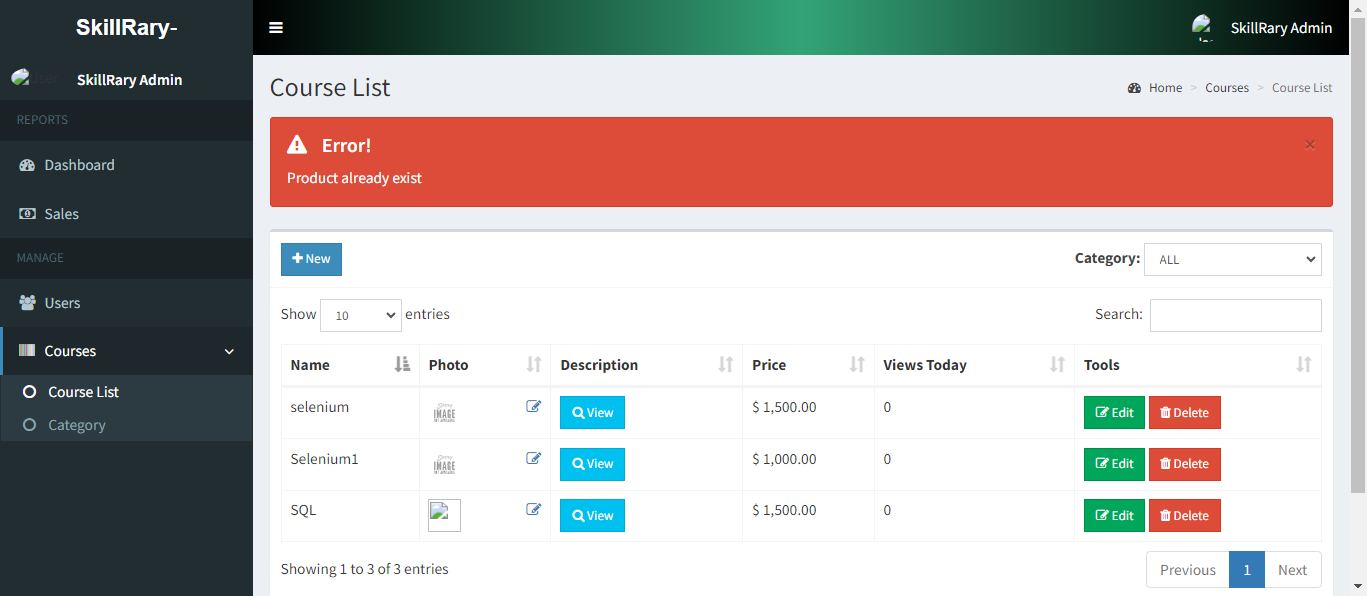 SkillRary-
SkillRary Admin
SkillRary Admin
REPORTS
Dashboard
Sales
MANAGE
Users
Courses
Course List
Category
Course List
Home > Courses > Course List
Error!
×
Product already exist
New
Category: ALL
Show 10 entries
Search:
Name Photo Description Price Views Today Tools
selenium View $ 1,500.00 0 Edit Delete
Selenium1 View $ 1,000.00 0 Edit Delete
SQL View $ 1,500.00 0 Edit Delete
Showing 1 to 3 of 3 entries
Previous 1 Next